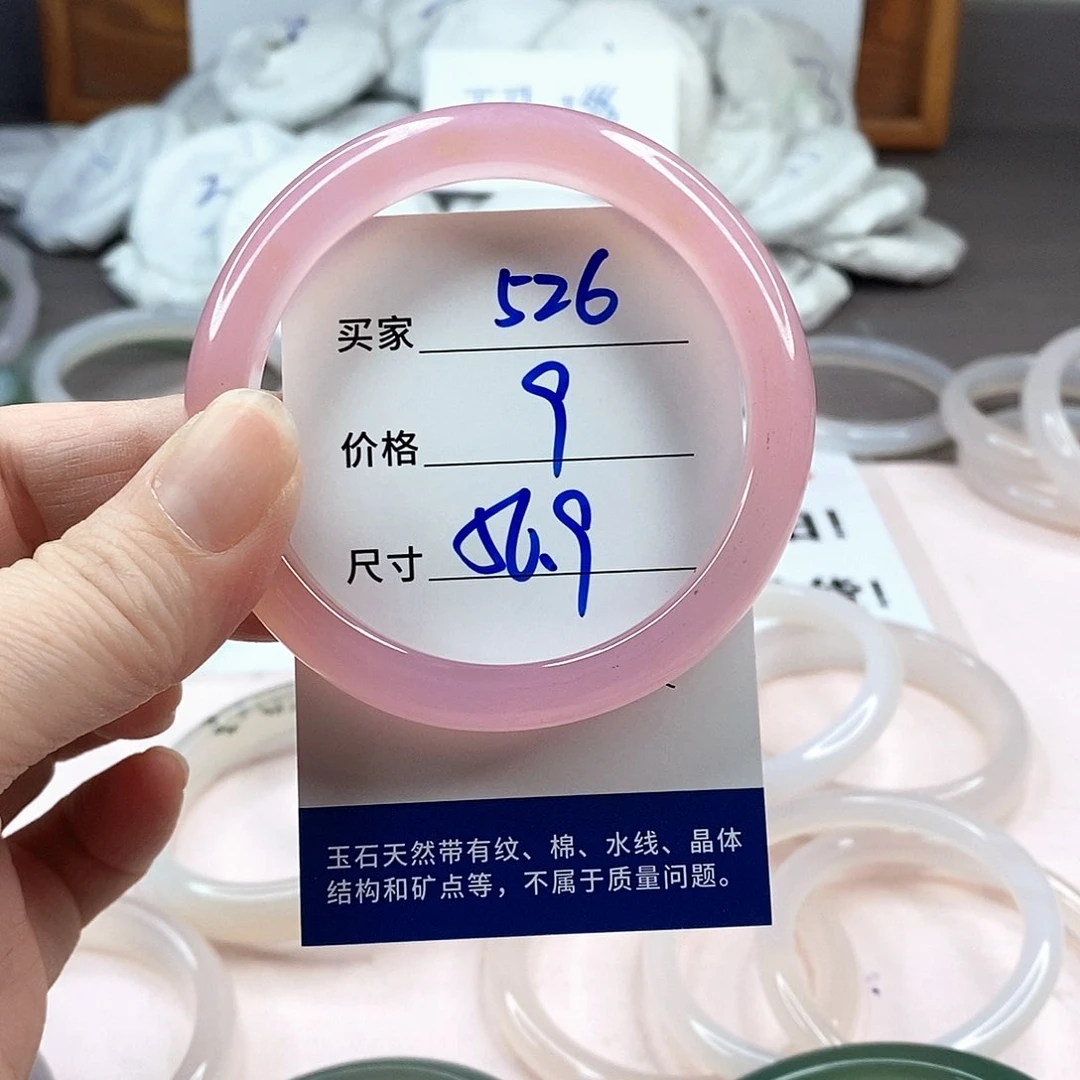 2
买家 526
价格 9
尺寸 56.9
玉石天然带有纹、棉、水线、晶体
结构和矿点等，不属于质量问题。